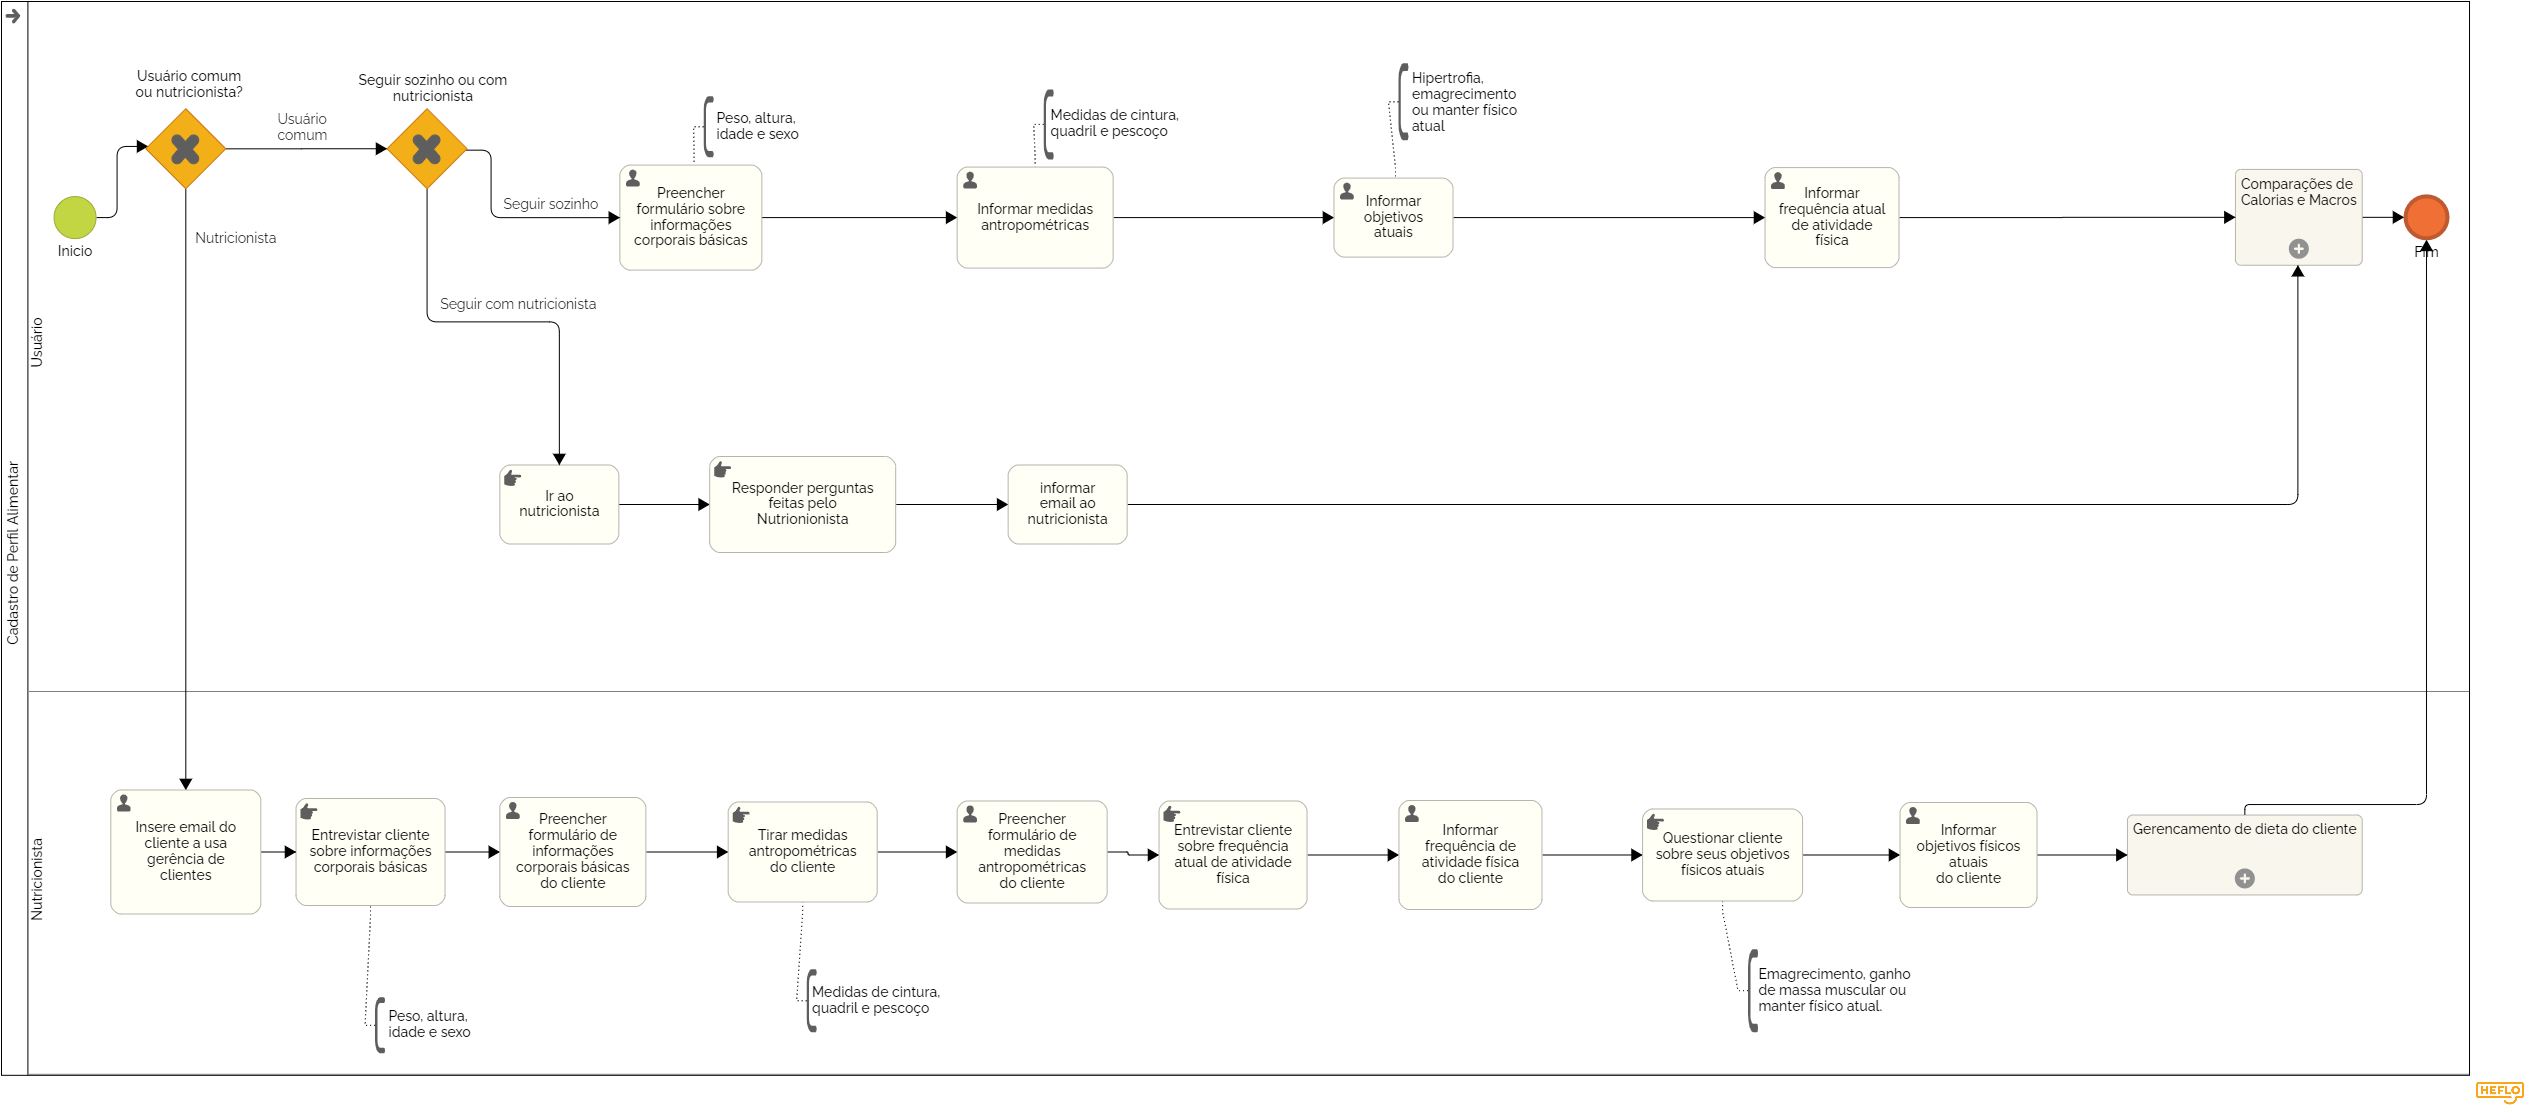 Cadastro de Perfil Alimentar
Usuário
Inicio
Usuário comum
ou nutricionista?
Usuário
comum
Nutricionista
Seguir sozinho ou com
nutricionista
Seguir sozinho
Seguir com nutricionista
Peso, altura,
idade e sexo
Preencher
formulário sobre
informações
corporais básicas
Medidas de cintura,
quadril e pescoço
Informar medidas
antropométricas
Hipertrofia,
emagrecimento
ou manter físico
atual
Informar
objetivos
atuais
Informar
frequência atual
de atividade
física
Comparações de
Calorias e Macros
Fim
Ir ao
nutricionista
Responder perguntas
feitas pelo
Nutrionionista
informar
email ao
nutricionista
Nutricionista
Insere email do
cliente a usa
gerência de
clientes
Entrevistar cliente
sobre informações
corporais básicas
Peso, altura,
idade e sexo
Preencher
formulário de
informações
corporais básicas
do cliente
Tirar medidas
antropométricas
do cliente
Medidas de cintura,
quadril e pescoço
Preencher
formulário de
medidas
antropométricas
do cliente
Entrevistar cliente
sobre frequência
atual de atividade
física
Informar
frequência de
atividade física
do cliente
Questionar cliente
sobre seus objetivos
físicos atuais
Emagrecimento, ganho
de massa muscular ou
manter físico atual.
Informar
objetivos físicos
atuais
do cliente
Gerencamento de dieta do cliente
HEFLO